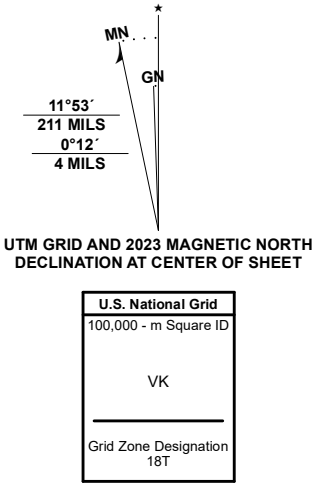 ★
MN
GN
11°53´
211 MILS
0°12´
4 MILS
UTM GRID AND 2023 MAGNETIC NORTH
DECLINATION AT CENTER OF SHEET
U.S. National Grid
100,000 - m Square ID
VK
Grid Zone Designation
18T